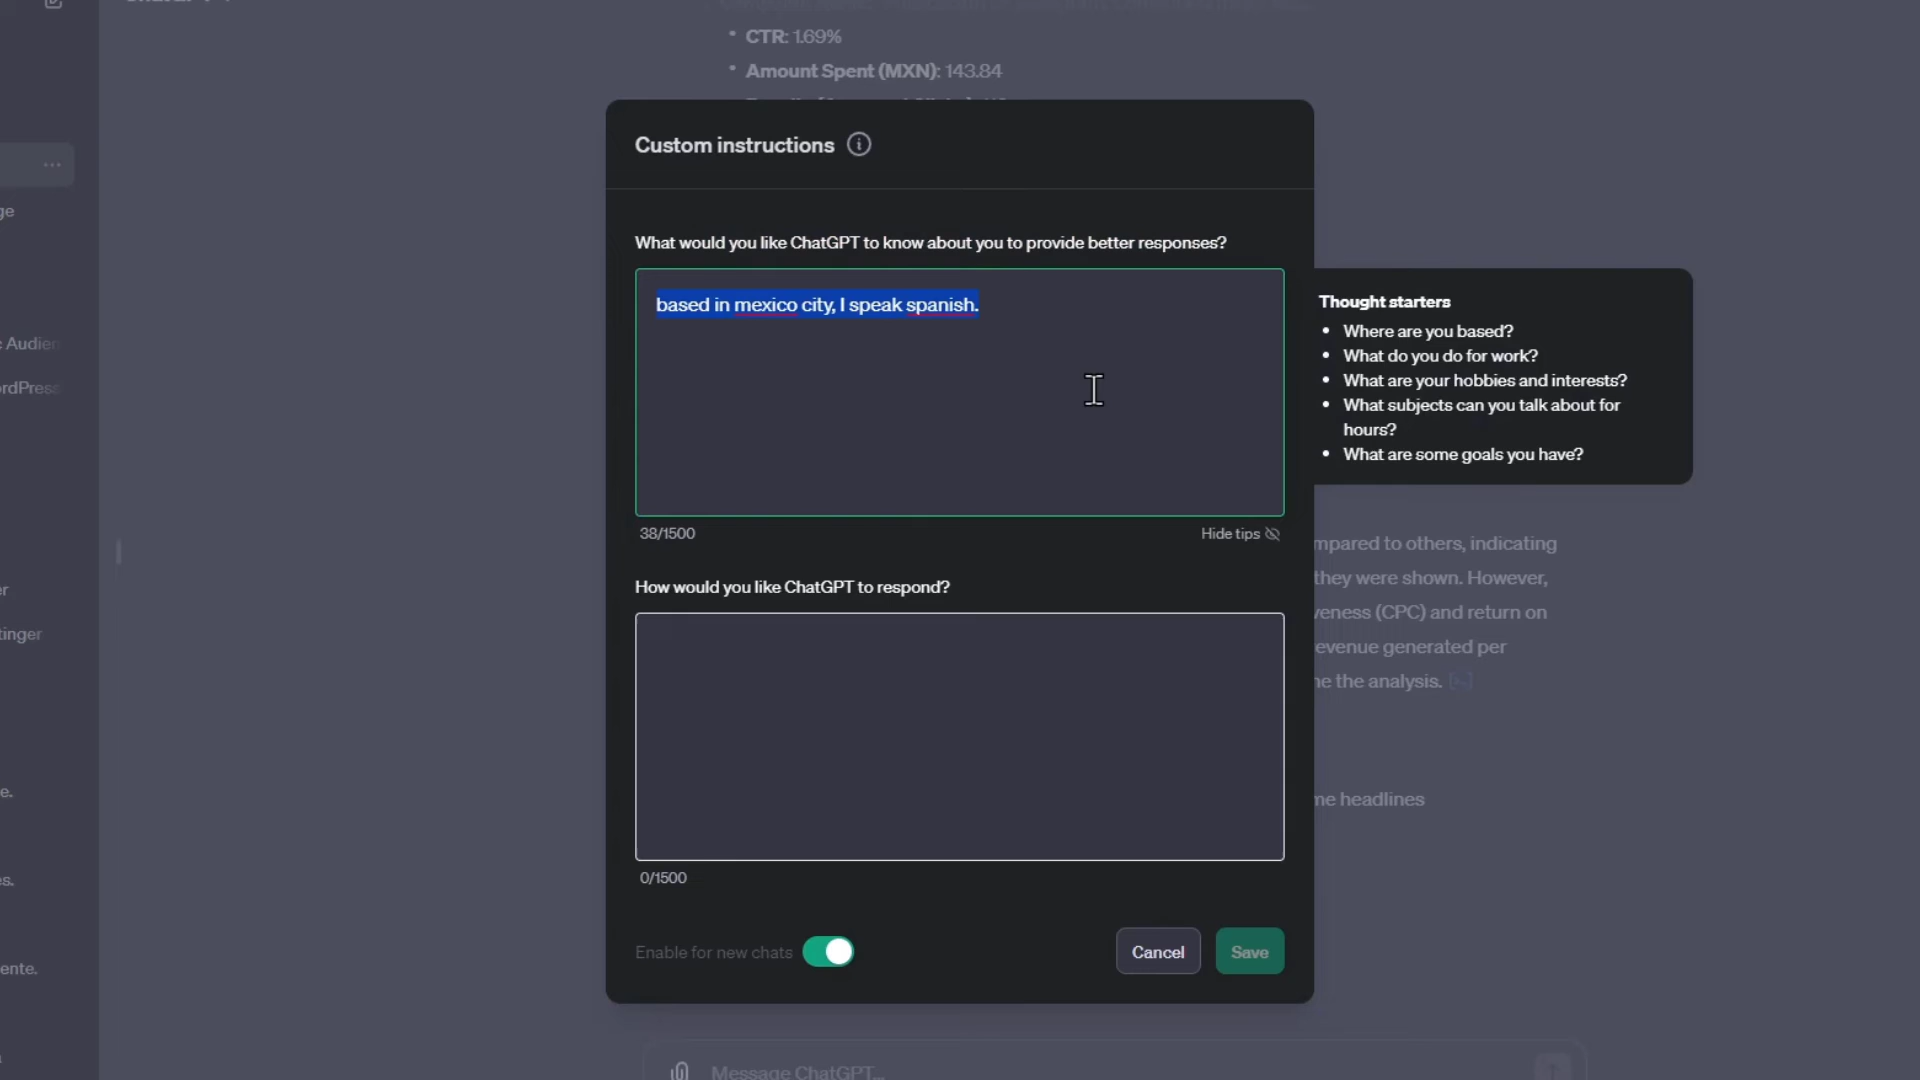 CTR: 1.69%
Amount Spent (MXN): 143.84
Custom instructions
What would you like ChatGPT to know about you to provide better responses?
based in mexico city, I speak spanish.
38/1500
Hide tips
Thought starters
Where are you based?
What do you do for work?
What are your hobbies and interests?
What subjects can you talk about for
hours?
What are some goals you have?
How would you like ChatGPT to respond?
0/1500
Enable for new chats
Cancel
Save
ge
Audien
rdPress
er
tinger
e.
es.
ente.
mpared to others, indicating
they were shown. However,
veness (CPC) and return on
evenue generated per
ne the analysis.
me headlines
Message ChatGPT...